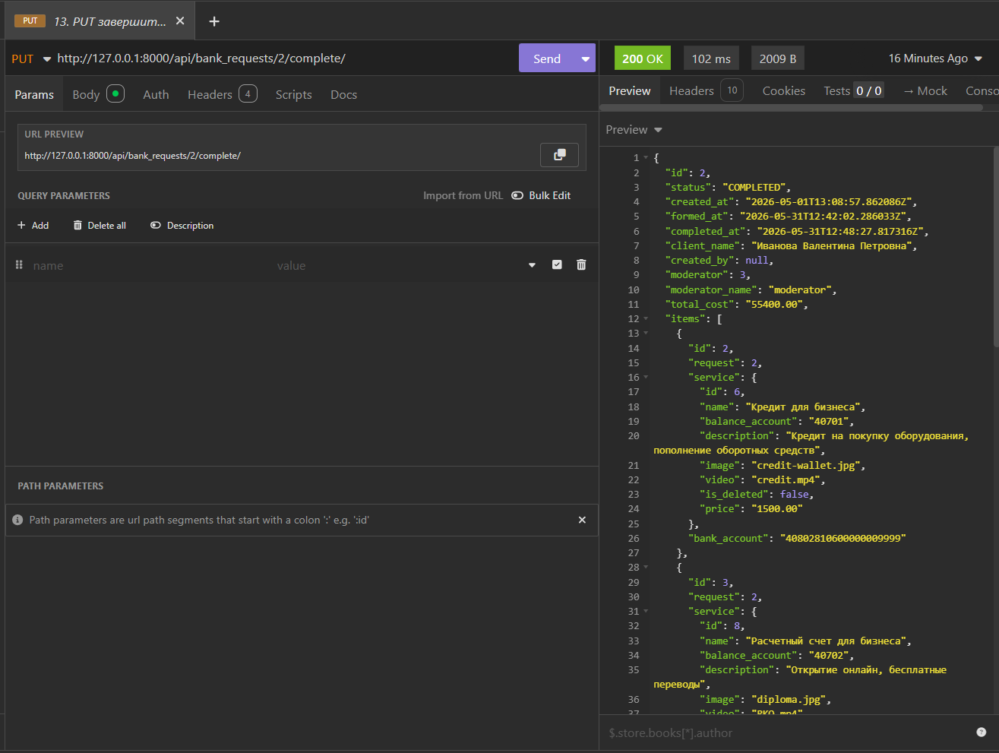 PUT 13. PUT завершит...
PUT http://127.0.0.1:8000/api/bank_requests/2/complete/ Send
Params Body Auth Headers 4 Scripts Docs
URL PREVIEW
http://127.0.0.1:8000/api/bank_requests/2/complete/
QUERY PARAMETERS Import from URL Bulk Edit
+ Add Delete all Description
name value
PATH PARAMETERS
Path parameters are url path segments that start with a colon ':' e.g. ':id'
200 OK 102 ms 2009 B 16 Minutes Ago
Preview Headers 10 Cookies Tests 0 / 0 → Mock Conso
Preview
1 {
2 "id": 2,
3 "status": "COMPLETED",
4 "created_at": "2026-05-01T13:08:57.862086Z",
5 "formed_at": "2026-05-31T12:42:02.286033Z",
6 "completed_at": "2026-05-31T12:48:27.817316Z",
7 "client_name": "Иванова Валентина Петровна",
8 "created_by": null,
9 "moderator": 3,
10 "moderator_name": "moderator",
11 "total_cost": "55400.00",
12 "items": [
13 {
14 "id": 2,
15 "request": 2,
16 "service": {
17 "id": 6,
18 "name": "Кредит для бизнеса",
19 "balance_account": "40701",
20 "description": "Кредит на покупку оборудования,
пополнение оборотных средств",
21 "image": "credit-wallet.jpg",
22 "video": "credit.mp4",
23 "is_deleted": false,
24 "price": "1500.00"
25 },
26 "bank_account": "40802810600000009999"
27 },
28 {
29 "id": 3,
30 "request": 2,
31 "service": {
32 "id": 8,
33 "name": "Расчетный счет для бизнеса",
34 "balance_account": "40702",
35 "description": "Открытие онлайн, бесплатные
переводы",
36 "image": "diploma.jpg",
37 "video": "РКО.mp4"
$.store.books[*].author